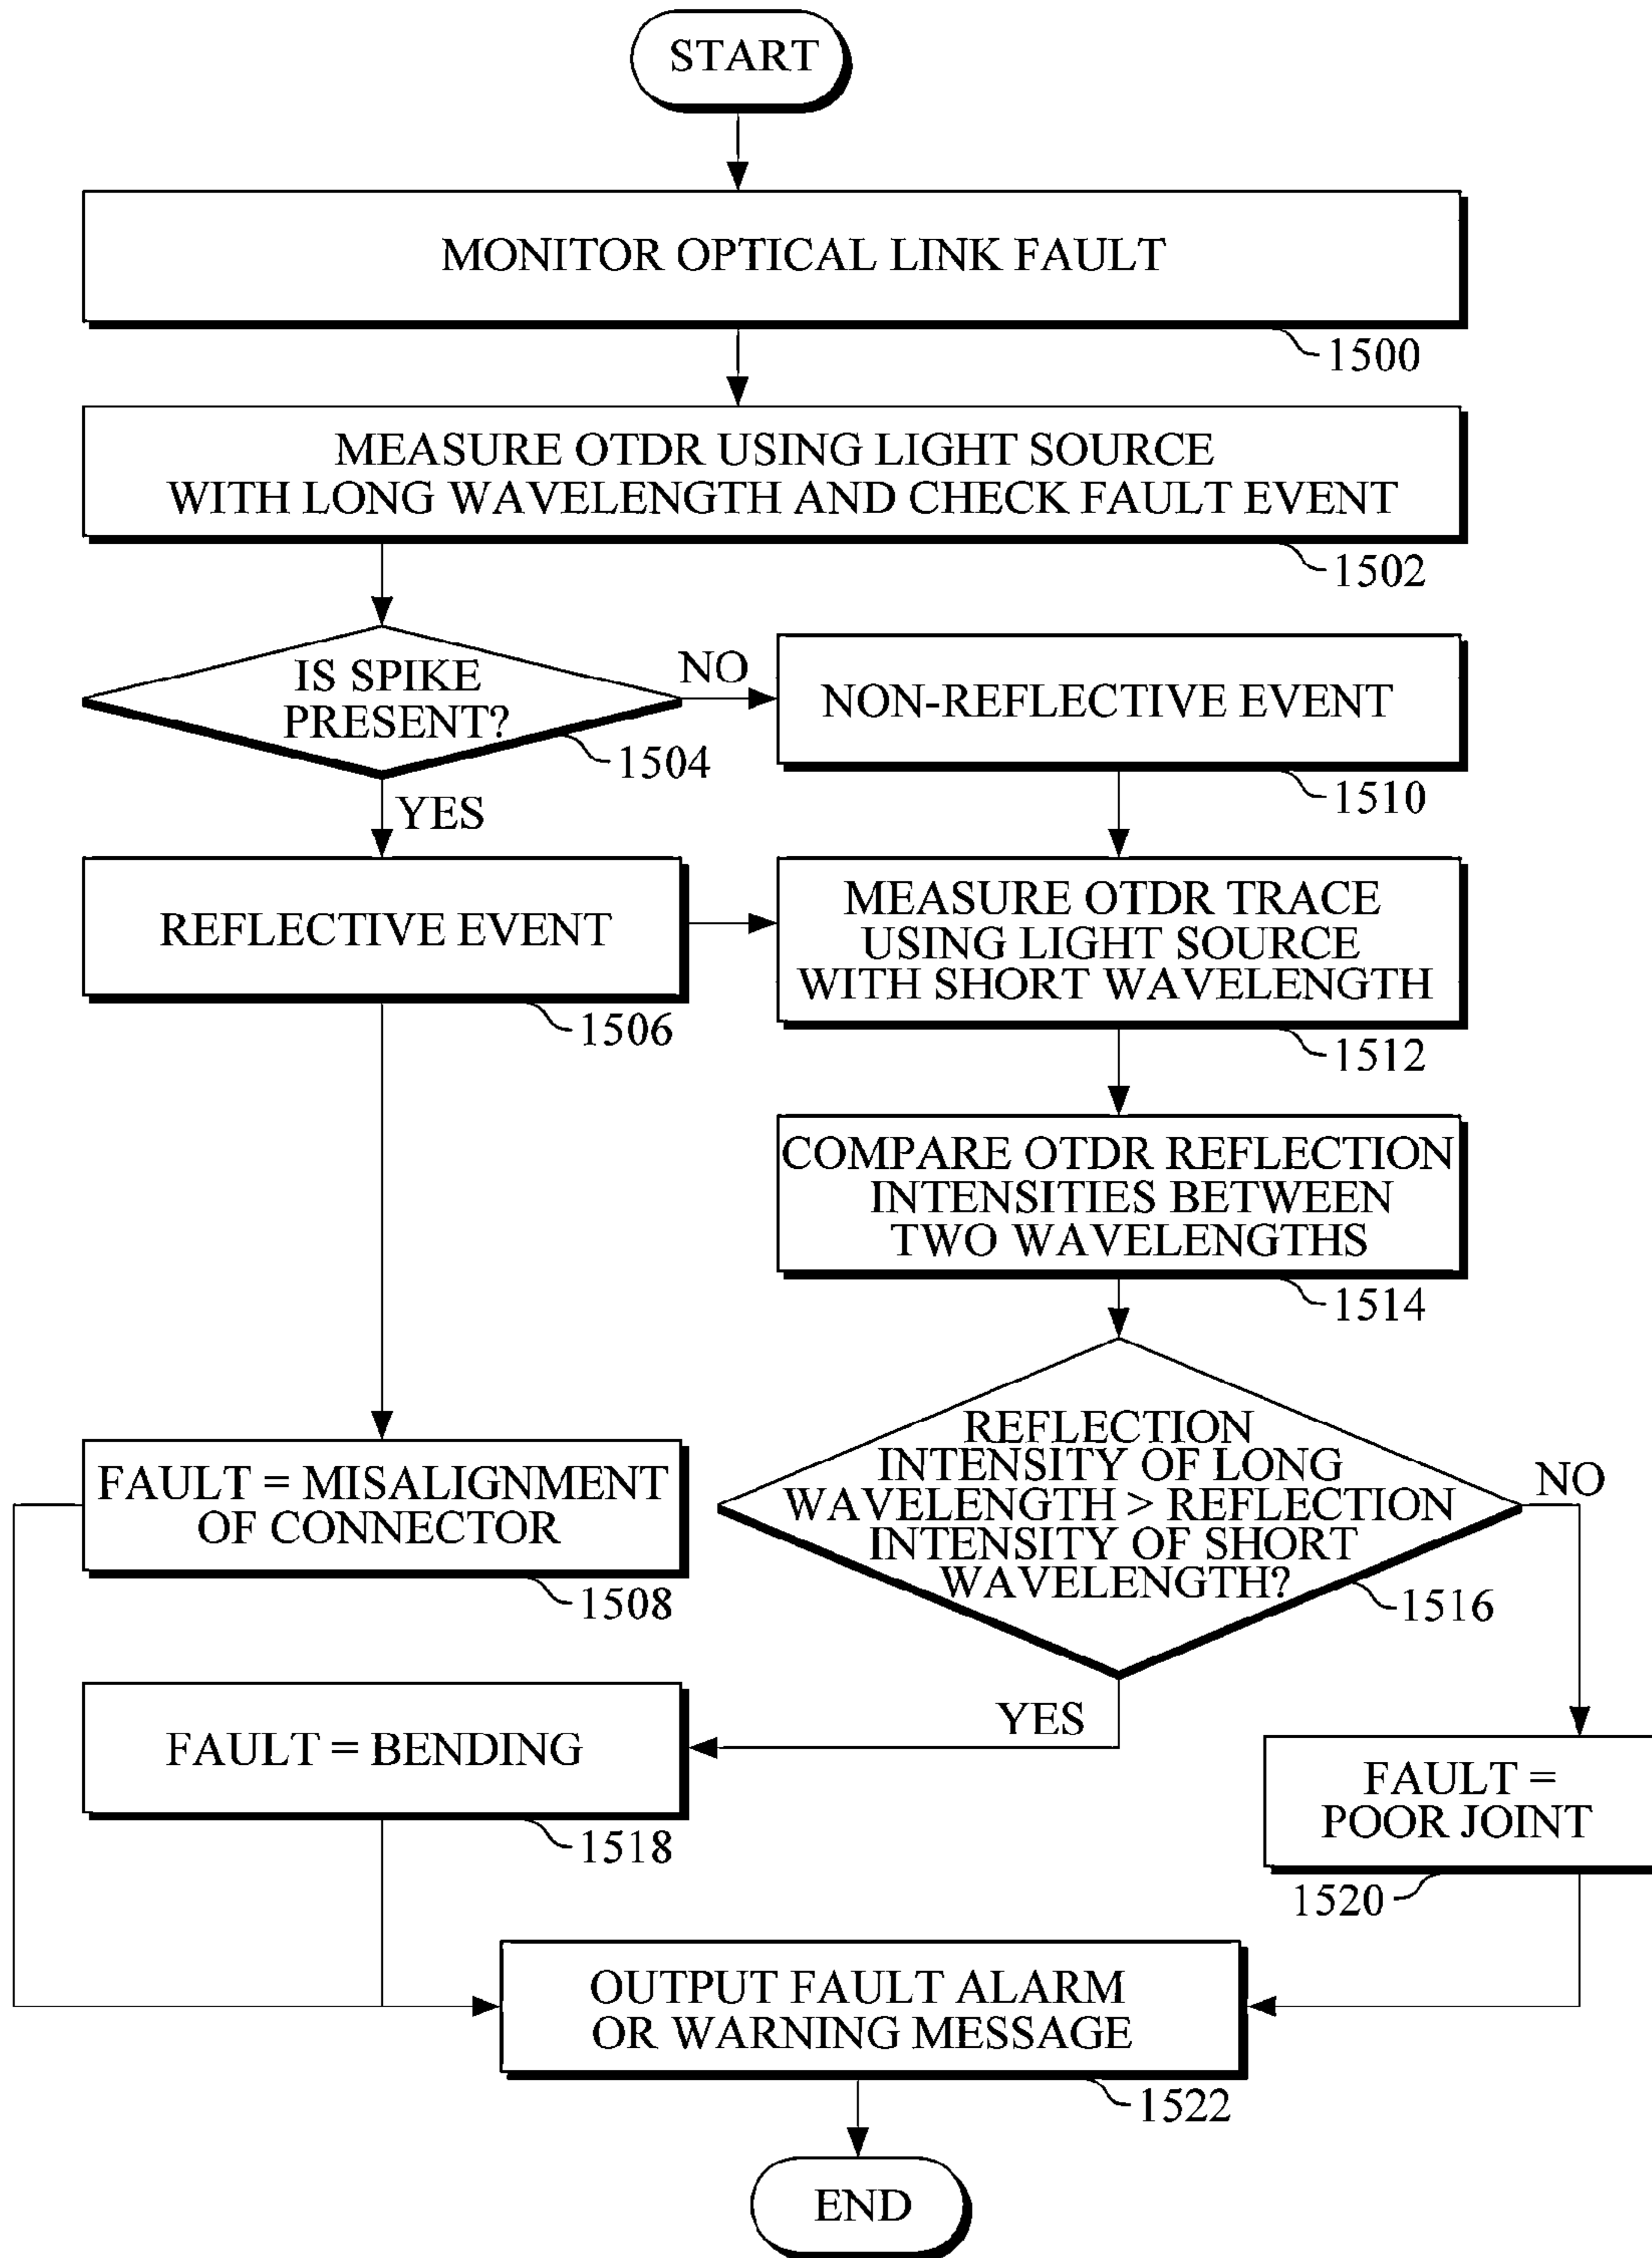 START
MONITOR OPTICAL LINK FAULT
1500
MEASURE OTDR USING LIGHT SOURCE
WITH LONG WAVELENGTH AND CHECK FAULT EVENT
1502
IS SPIKE
PRESENT?
1504
NO
YES
NON-REFLECTIVE EVENT
1510
REFLECTIVE EVENT
1506
MEASURE OTDR TRACE
USING LIGHT SOURCE
WITH SHORT WAVELENGTH
1512
COMPARE OTDR REFLECTION
INTENSITIES BETWEEN
TWO WAVELENGTHS
1514
FAULT = MISALIGNMENT
OF CONNECTOR
1508
REFLECTION
INTENSITY OF LONG
WAVELENGTH > REFLECTION
INTENSITY OF SHORT
WAVELENGTH?
1516
NO
YES
FAULT = BENDING
1518
FAULT =
POOR JOINT
1520
OUTPUT FAULT ALARM
OR WARNING MESSAGE
1522
END